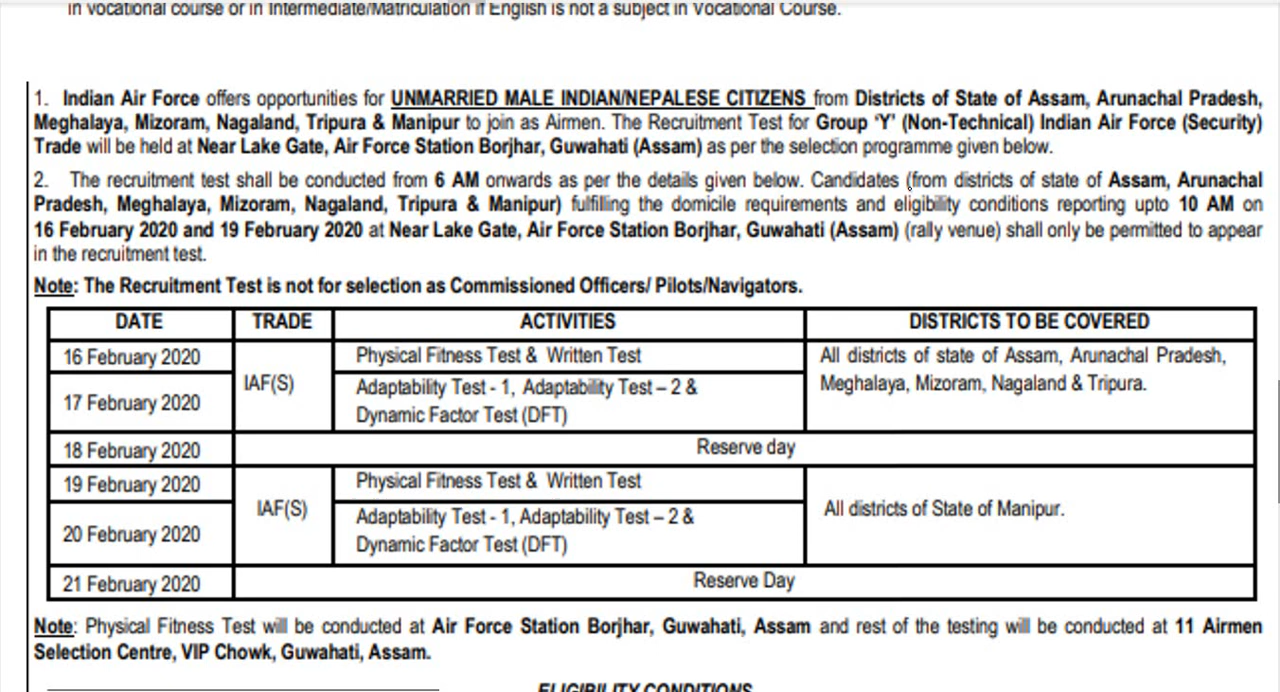 in vocational course or in Intermediate/Matriculation if English is not a subject in Vocational Course.
1. Indian Air Force offers opportunities for UNMARRIED MALE INDIAN/NEPALESE CITIZENS from Districts of State of Assam, Arunachal Pradesh,
Meghalaya, Mizoram, Nagaland, Tripura & Manipur to join as Airmen. The Recruitment Test for Group ‘Y’ (Non-Technical) Indian Air Force (Security)
Trade will be held at Near Lake Gate, Air Force Station Borjhar, Guwahati (Assam) as per the selection programme given below.
2. The recruitment test shall be conducted from 6 AM onwards as per the details given below. Candidates (from districts of state of Assam, Arunachal
Pradesh, Meghalaya, Mizoram, Nagaland, Tripura & Manipur) fulfilling the domicile requirements and eligibility conditions reporting upto 10 AM on
16 February 2020 and 19 February 2020 at Near Lake Gate, Air Force Station Borjhar, Guwahati (Assam) (rally venue) shall only be permitted to appear
in the recruitment test.
Note: The Recruitment Test is not for selection as Commissioned Officers/ Pilots/Navigators.
DATE TRADE ACTIVITIES DISTRICTS TO BE COVERED
16 February 2020 IAF(S) Physical Fitness Test & Written Test All districts of state of Assam, Arunachal Pradesh,
Meghalaya, Mizoram, Nagaland & Tripura.
17 February 2020 Adaptability Test - 1, Adaptability Test – 2 &
Dynamic Factor Test (DFT)
18 February 2020 Reserve day
19 February 2020 IAF(S) Physical Fitness Test & Written Test All districts of State of Manipur.
20 February 2020 Adaptability Test - 1, Adaptability Test – 2 &
Dynamic Factor Test (DFT)
21 February 2020 Reserve Day
Note: Physical Fitness Test will be conducted at Air Force Station Borjhar, Guwahati, Assam and rest of the testing will be conducted at 11 Airmen
Selection Centre, VIP Chowk, Guwahati, Assam.
ELIGIBILITY CONDITIONS